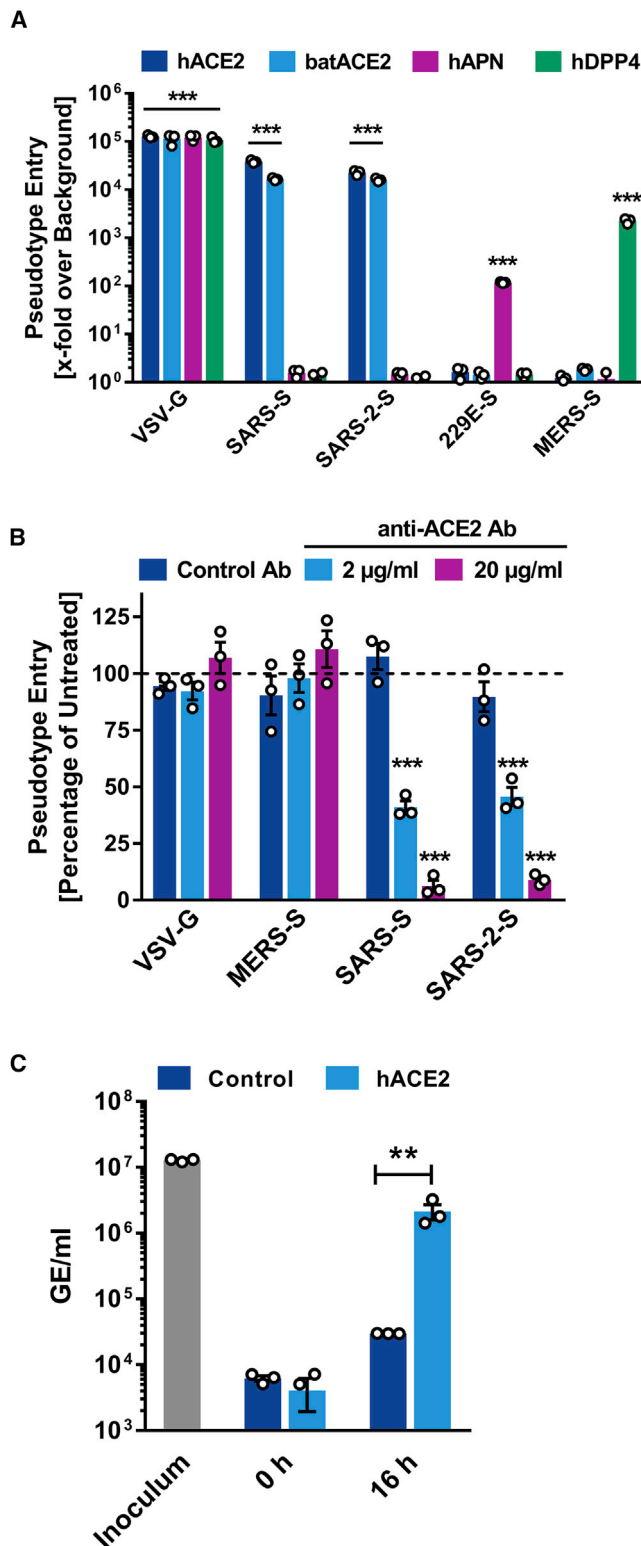 A
hACE2 batACE2 hAPN hDPP4
Pseudotype Entry
[x-fold over Background]
10⁶
10⁵
10⁴
10³
10²
10¹
10⁰
*** *** *** *** ***
VSV-G SARS-S SARS-2-S 229E-S MERS-S
B
anti-ACE2 Ab
Control Ab 2 µg/ml 20 µg/ml
Pseudotype Entry
[Percentage of Untreated]
125
100
75
50
25
0
*** ***
*** ***
VSV-G MERS-S SARS-S SARS-2-S
C
Control hACE2
GE/ml
10⁸
10⁷
10⁶
10⁵
10⁴
10³
**
Inoculum 0 h 16 h